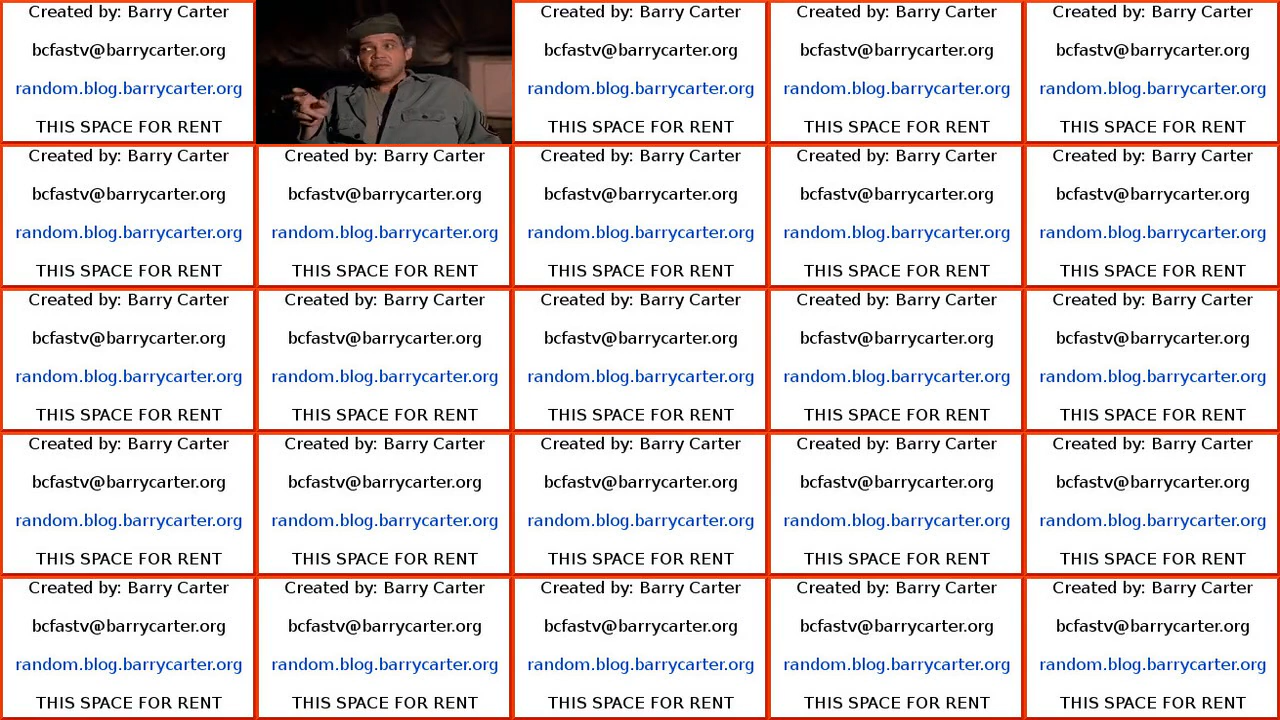 Created by: Barry Carter
bcfastv@barrycarter.org
random.blog.barrycarter.org
THIS SPACE FOR RENT
Created by: Barry Carter
bcfastv@barrycarter.org
random.blog.barrycarter.org
THIS SPACE FOR RENT
Created by: Barry Carter
bcfastv@barrycarter.org
random.blog.barrycarter.org
THIS SPACE FOR RENT
Created by: Barry Carter
bcfastv@barrycarter.org
random.blog.barrycarter.org
THIS SPACE FOR RENT
Created by: Barry Carter
bcfastv@barrycarter.org
random.blog.barrycarter.org
THIS SPACE FOR RENT
Created by: Barry Carter
bcfastv@barrycarter.org
random.blog.barrycarter.org
THIS SPACE FOR RENT
Created by: Barry Carter
bcfastv@barrycarter.org
random.blog.barrycarter.org
THIS SPACE FOR RENT
Created by: Barry Carter
bcfastv@barrycarter.org
random.blog.barrycarter.org
THIS SPACE FOR RENT
Created by: Barry Carter
bcfastv@barrycarter.org
random.blog.barrycarter.org
THIS SPACE FOR RENT
Created by: Barry Carter
bcfastv@barrycarter.org
random.blog.barrycarter.org
THIS SPACE FOR RENT
Created by: Barry Carter
bcfastv@barrycarter.org
random.blog.barrycarter.org
THIS SPACE FOR RENT
Created by: Barry Carter
bcfastv@barrycarter.org
random.blog.barrycarter.org
THIS SPACE FOR RENT
Created by: Barry Carter
bcfastv@barrycarter.org
random.blog.barrycarter.org
THIS SPACE FOR RENT
Created by: Barry Carter
bcfastv@barrycarter.org
random.blog.barrycarter.org
THIS SPACE FOR RENT
Created by: Barry Carter
bcfastv@barrycarter.org
random.blog.barrycarter.org
THIS SPACE FOR RENT
Created by: Barry Carter
bcfastv@barrycarter.org
random.blog.barrycarter.org
THIS SPACE FOR RENT
Created by: Barry Carter
bcfastv@barrycarter.org
random.blog.barrycarter.org
THIS SPACE FOR RENT
Created by: Barry Carter
bcfastv@barrycarter.org
random.blog.barrycarter.org
THIS SPACE FOR RENT
Created by: Barry Carter
bcfastv@barrycarter.org
random.blog.barrycarter.org
THIS SPACE FOR RENT
Created by: Barry Carter
bcfastv@barrycarter.org
random.blog.barrycarter.org
THIS SPACE FOR RENT
Created by: Barry Carter
bcfastv@barrycarter.org
random.blog.barrycarter.org
THIS SPACE FOR RENT
Created by: Barry Carter
bcfastv@barrycarter.org
random.blog.barrycarter.org
THIS SPACE FOR RENT
Created by: Barry Carter
bcfastv@barrycarter.org
random.blog.barrycarter.org
THIS SPACE FOR RENT
Created by: Barry Carter
bcfastv@barrycarter.org
random.blog.barrycarter.org
THIS SPACE FOR RENT